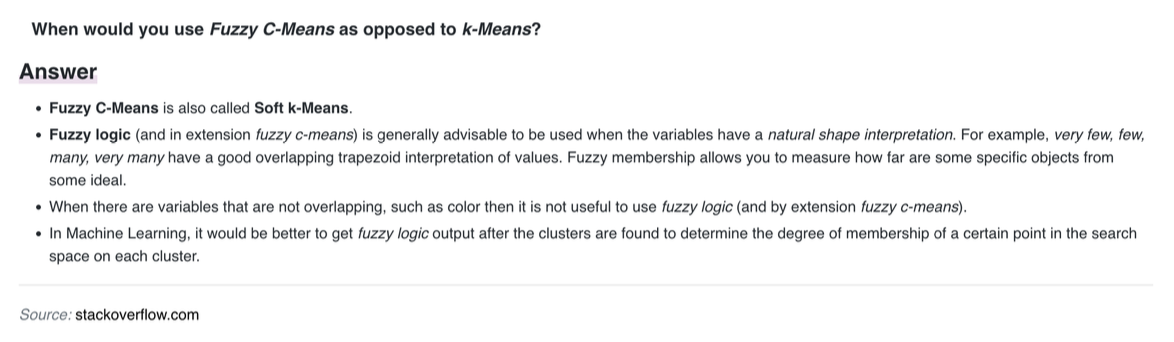 When would you use Fuzzy C-Means as opposed to k-Means?
Answer
• Fuzzy C-Means is also called Soft k-Means.
• Fuzzy logic (and in extension fuzzy c-means) is generally advisable to be used when the variables have a natural shape interpretation. For example, very few, few,
many, very many have a good overlapping trapezoid interpretation of values. Fuzzy membership allows you to measure how far are some specific objects from
some ideal.
• When there are variables that are not overlapping, such as color then it is not useful to use fuzzy logic (and by extension fuzzy c-means).
• In Machine Learning, it would be better to get fuzzy logic output after the clusters are found to determine the degree of membership of a certain point in the search
space on each cluster.
Source: stackoverflow.com